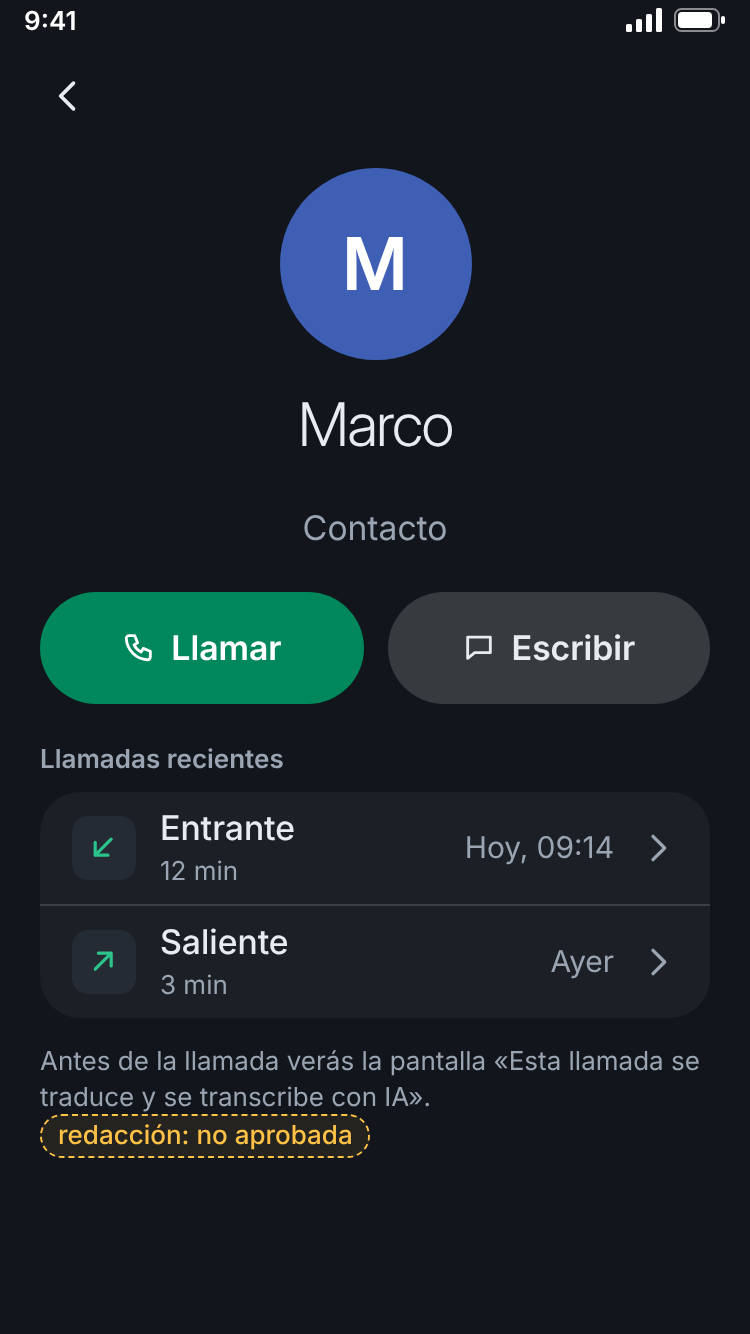 9:41
M
Marco
Contacto
Llamar
Escribir
Llamadas recientes
Entrante
12 min
Hoy, 09:14
Saliente
3 min
Ayer
Antes de la llamada verás la pantalla «Esta llamada se
traduce y se transcribe con IA».
redacción: no aprobada